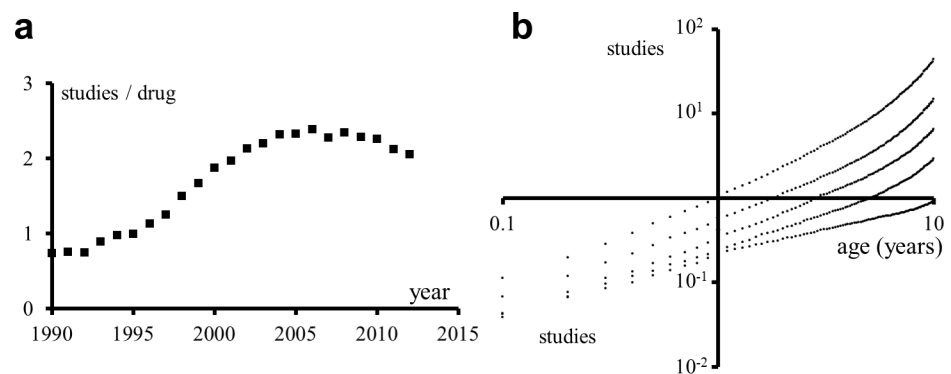 a
3
studies / drug
2
1
0
year
1990 1995 2000 2005 2010 2015
b
10²
studies
10¹
0.1
10
age (years)
10⁻¹
studies
10⁻²